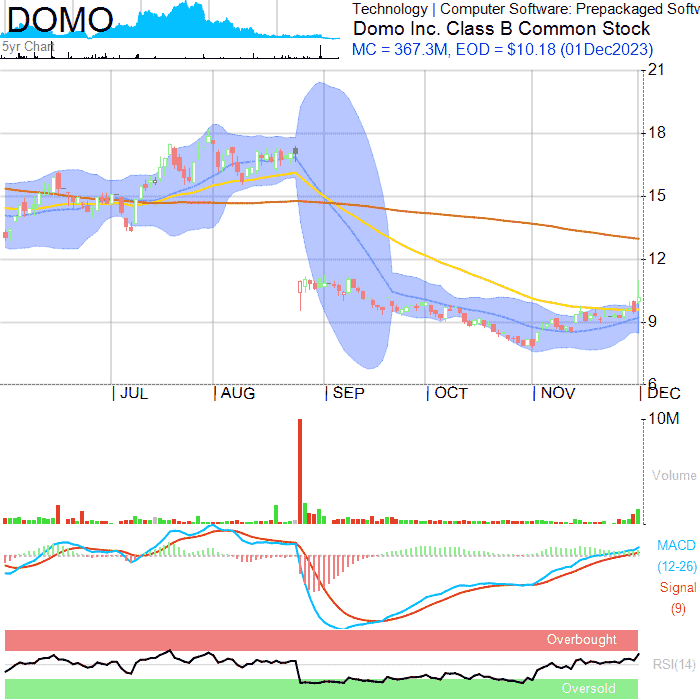 DOMO
5yr Chart
Technology | Computer Software: Prepackaged Softw
Domo Inc. Class B Common Stock
MC = 367.3M, EOD = $10.18 (01Dec2023)
21
18
15
12
9
6
JUL AUG SEP OCT NOV DEC
10M
Volume
MACD
(12-26)
Signal
(9)
Overbought
RSI(14)
Oversold